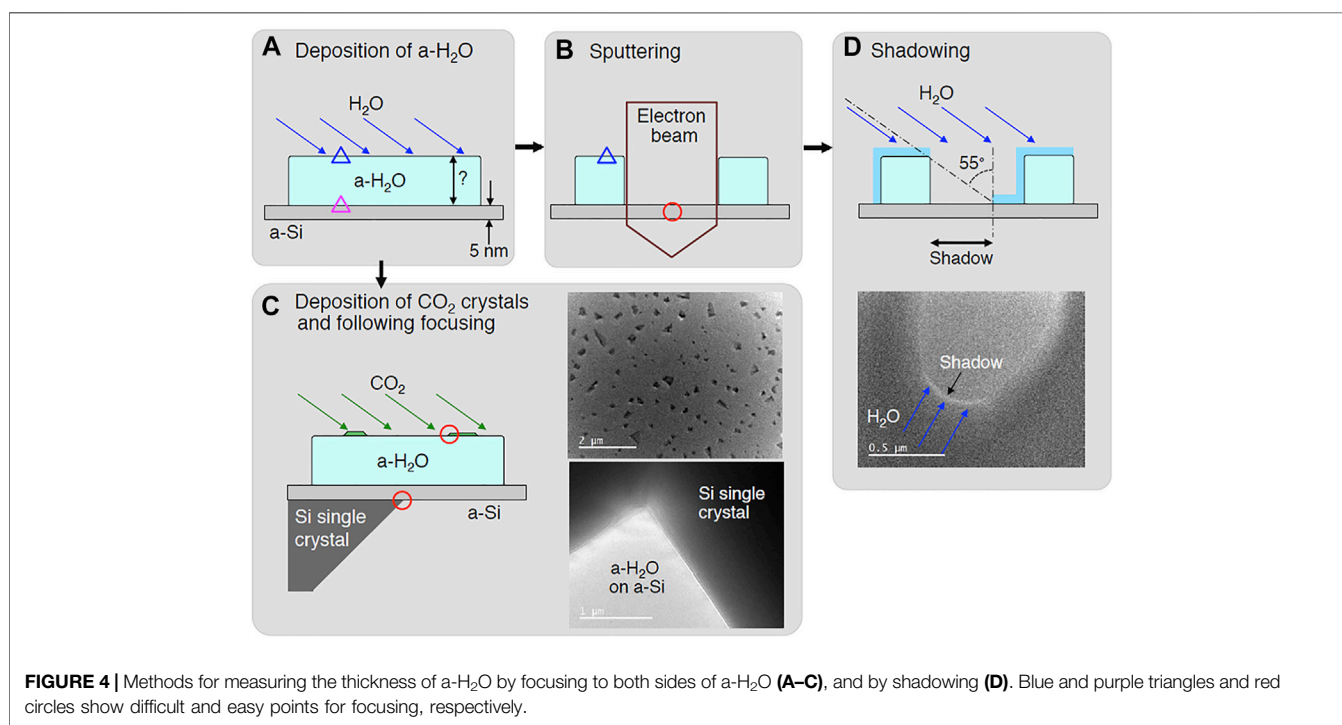 A Deposition of a-H₂O
H₂O
a-H₂O
?
a-Si
5 nm
B Sputtering
Electron
beam
D Shadowing
H₂O
55°
Shadow
Shadow
H₂O
0.5 μm
C Deposition of CO₂ crystals
and following focusing
CO₂
a-H₂O
a-Si
Si single
crystal
2 μm
Si single
crystal
a-H₂O
on a-Si
1 μm
FIGURE 4 | Methods for measuring the thickness of a-H₂O by focusing to both sides of a-H₂O (A–C), and by shadowing (D). Blue and purple triangles and red
circles show difficult and easy points for focusing, respectively.